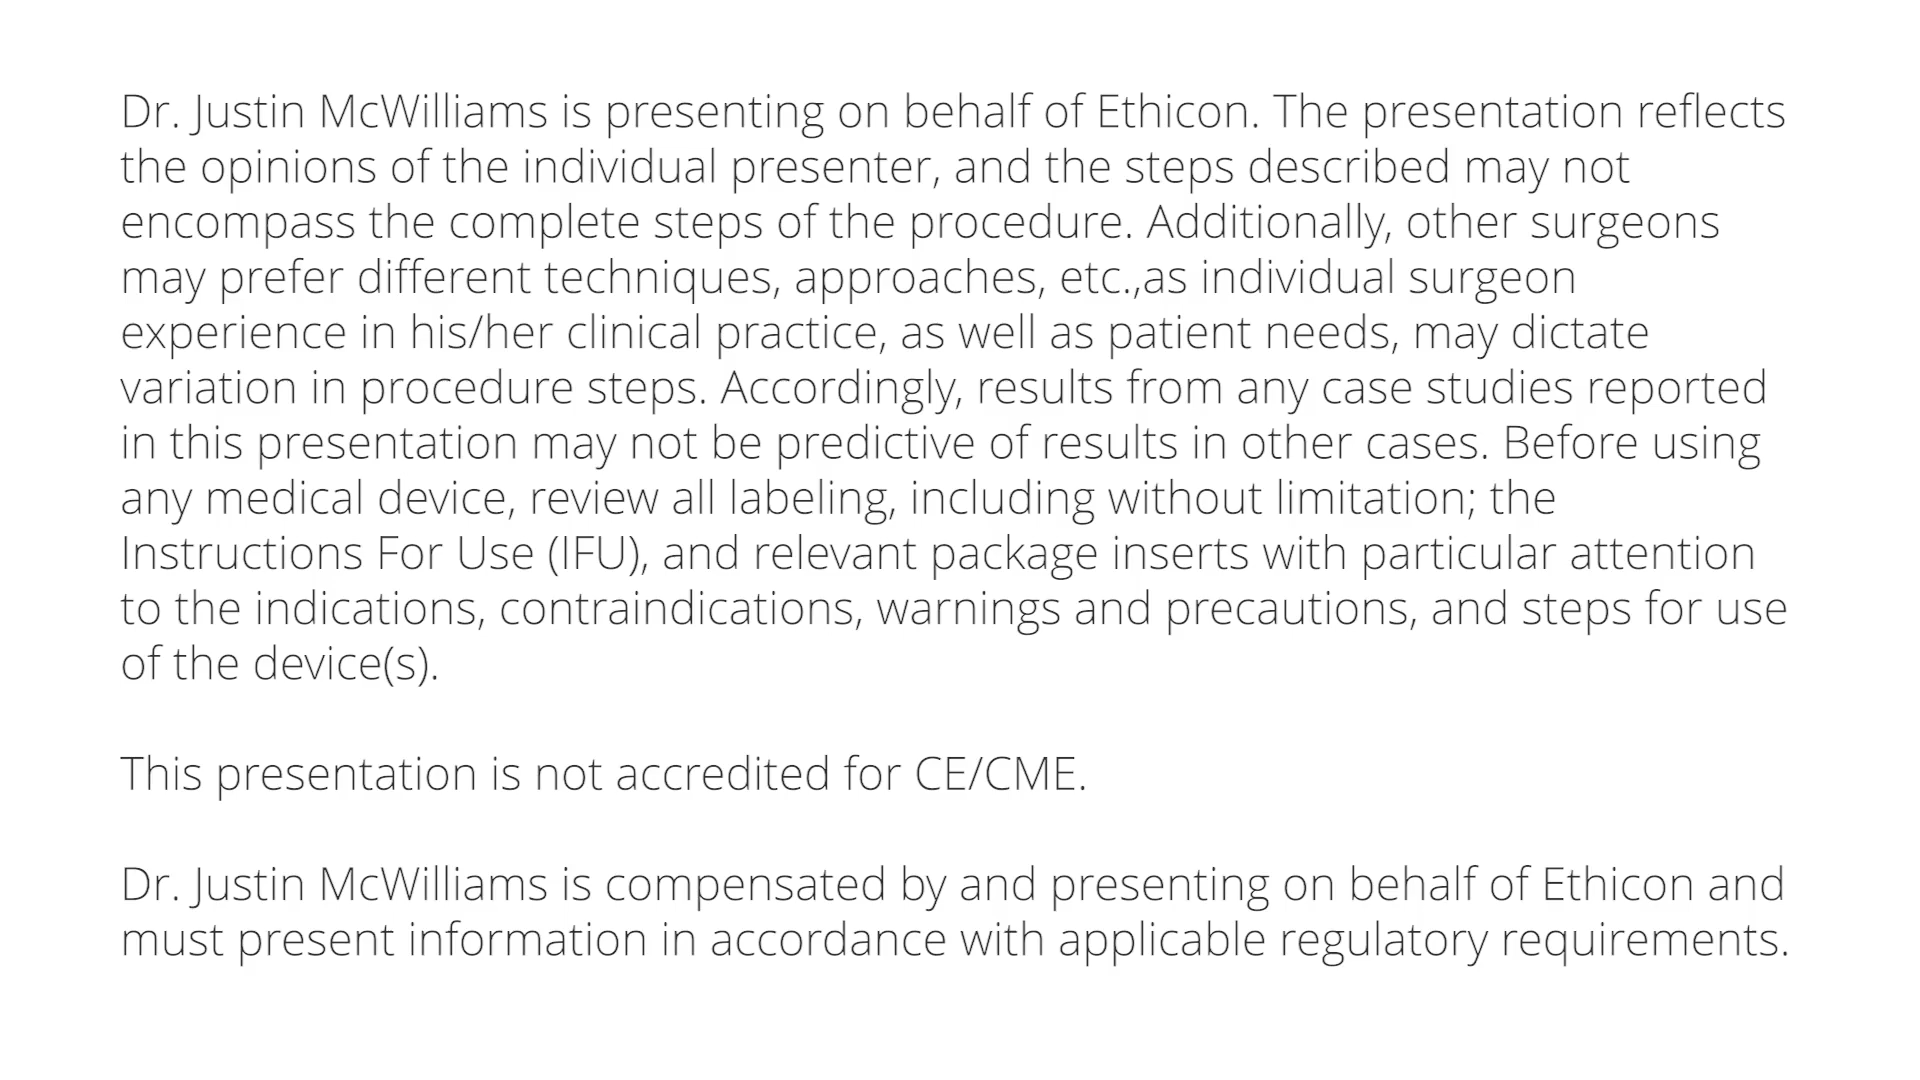 Dr. Justin McWilliams is presenting on behalf of Ethicon. The presentation reflects
the opinions of the individual presenter, and the steps described may not
encompass the complete steps of the procedure. Additionally, other surgeons
may prefer different techniques, approaches, etc.,as individual surgeon
experience in his/her clinical practice, as well as patient needs, may dictate
variation in procedure steps. Accordingly, results from any case studies reported
in this presentation may not be predictive of results in other cases. Before using
any medical device, review all labeling, including without limitation; the
Instructions For Use (IFU), and relevant package inserts with particular attention
to the indications, contraindications, warnings and precautions, and steps for use
of the device(s).
This presentation is not accredited for CE/CME.
Dr. Justin McWilliams is compensated by and presenting on behalf of Ethicon and
must present information in accordance with applicable regulatory requirements.